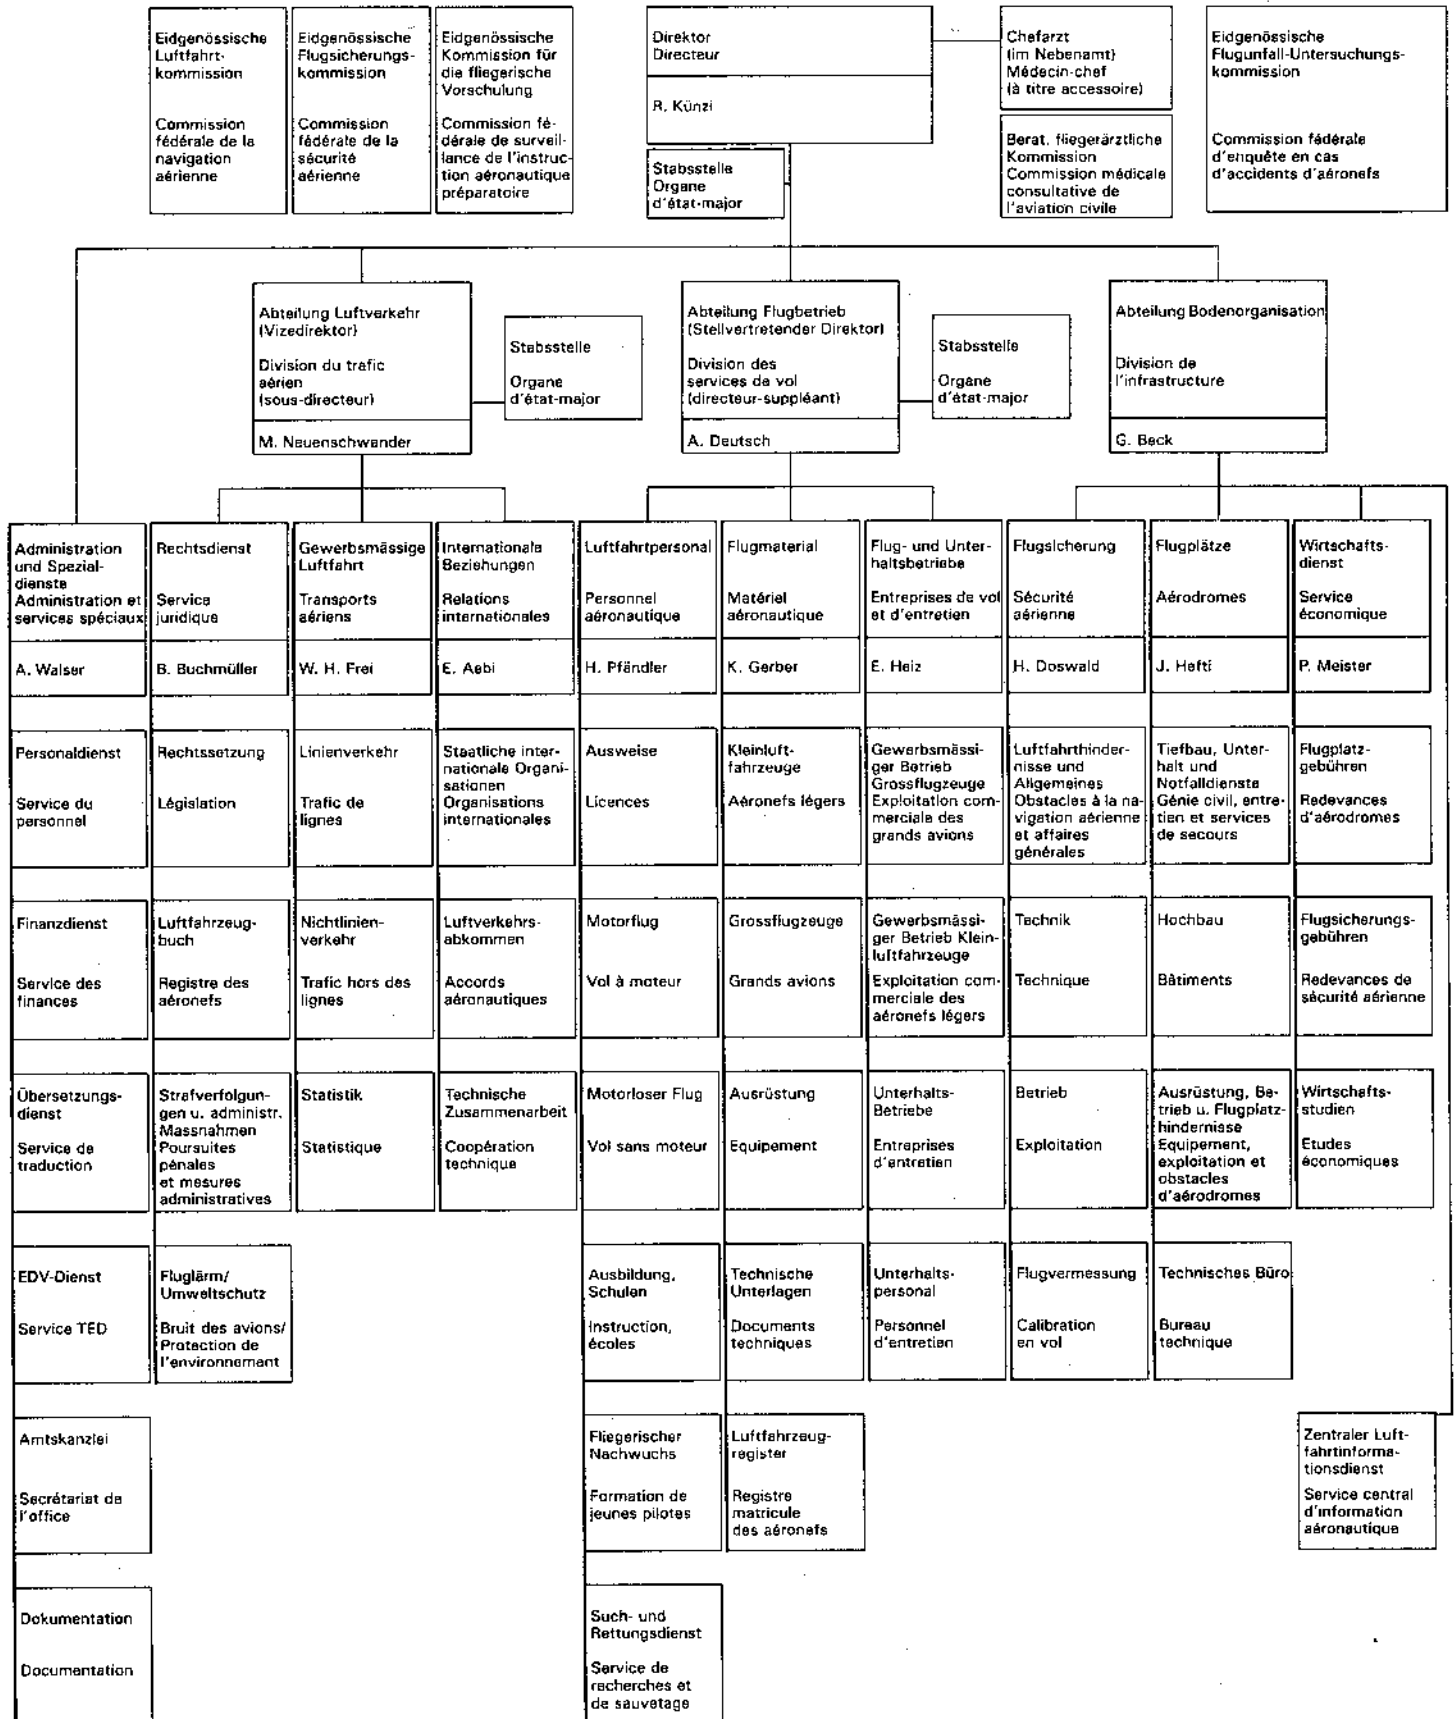 Eidgenössische
Luftfahrt-
kommission
Commission
fédérale de la
navigation
aérienne
Eidgenössische
Flugsicherungs-
kommission
Commission
fédérale de la
sécurité
aérienne
Eidgenössische
Kommission für
die fliegerische
Vorschulung
Commission fé-
dérale de surveil-
lance de l'instruc-
tion aéronautique
préparatoire
Direktor
Directeur
R. Künzi
Stabsstelle
Organe
d'état-major
Chefarzt
(im Nebenamt)
Médecin-chef
(à titre accessoire)
Berat. fliegerärztliche
Kommission
Commission médicale
consultative de
l'aviation civile
Eidgenössische
Flugunfall-Untersuchungs-
kommission
Commission fédérale
d'enquête en cas
d'accidents d'aéronefs
Abteilung Luftverkehr
(Vizedirektor)
Division du trafic
aérien
(sous-directeur)
M. Neuenschwander
Stabsstelle
Organe
d'état-major
Abteilung Flugbetrieb
(Stellvertretender Direktor)
Division des
services de vol
(directeur-suppléant)
A. Deutsch
Stabsstelle
Organe
d'état-major
Abteilung Bodenorganisation
Division de
l'infrastructure
G. Beck
Administration
und Spezial-
dienste
Administration et
services spéciaux
A. Walser
Rechtsdienst
Service
juridique
B. Buchmüller
Gewerbsmässige
Luftfahrt
Transports
aériens
W. H. Frei
Internationale
Beziehungen
Relations
internationales
E. Aebi
Luftfahrtpersonal
Personnel
aéronautique
H. Pfändler
Flugmaterial
Matériel
aéronautique
K. Gerber
Flug- und Unter-
haltsbetriebe
Entreprises de vol
et d'entretien
E. Heiz
Flugsicherung
Sécurité
aérienne
H. Doswald
Flugplätze
Aérodromes
J. Hefti
Wirtschafts-
dienst
Service
économique
P. Meister
Personaldienst
Service du
personnel
Rechtssetzung
Législation
Linienverkehr
Trafic de
lignes
Staatliche inter-
nationale Organi-
sationen
Organisations
internationales
Ausweise
Licences
Kleinluft-
fahrzeuge
Aéronefs légers
Gewerbsmässi-
ger Betrieb
Grossflugzeuge
Exploitation com-
merciale des
grands avions
Luftfahrthinder-
nisse und
Allgemeines
Obstacles à la na-
vigation aérienne
et affaires
générales
Tiefbau, Unter-
halt und
Notfalldienste
Génie civil, entre-
tien et services
de secours
Flugplatz-
gebühren
Redevances
d'aérodromes
Finanzdienst
Service des
finances
Luftfahrzeug-
buch
Registre des
aéronefs
Nichtlinien-
verkehr
Trafic hors des
lignes
Luftverkehrs-
abkommen
Accords
aéronautiques
Motorflug
Vol à moteur
Grossflugzeuge
Grands avions
Gewerbsmässi-
ger Betrieb Klein-
luftfahrzeuge
Exploitation com-
merciale des
aéronefs légers
Technik
Technique
Hochbau
Bâtiments
Flugsicherungs-
gebühren
Redevances de
sécurité aérienne
Übersetzungs-
dienst
Service de
traduction
Strafverfolgun-
gen u. administr.
Massnahmen
Poursuites
pénales
et mesures
administratives
Statistik
Statistique
Technische
Zusammenarbeit
Coopération
technique
Motorloser Flug
Vol sans moteur
Ausrüstung
Equipement
Unterhalts-
Betriebe
Entreprises
d'entretien
Betrieb
Exploitation
Ausrüstung, Be-
trieb u. Flugplatz-
hindernisse
Equipement,
exploitation et
obstacles
d'aérodromes
Wirtschafts-
studien
Etudes
économiques
EDV-Dienst
Service TED
Fluglärm/
Umweltschutz
Bruit des avions/
Protection de
l'environnement
Ausbildung,
Schulen
Instruction,
écoles
Technische
Unterlagen
Documents
techniques
Unterhalts-
personal
Personnel
d'entretien
Flugvermessung
Calibration
en vol
Technisches Büro
Bureau
technique
Amtskanzlei
Secrétariat de
l'office
Fliegerischer
Nachwuchs
Formation de
jeunes pilotes
Luftfahrzeug-
register
Registre
matricule
des aéronefs
Zentraler Luft-
fahrtinforma-
tionsdienst
Service central
d'information
aéronautique
Dokumentation
Documentation
Such- und
Rettungsdienst
Service de
recherches et
de sauvetage